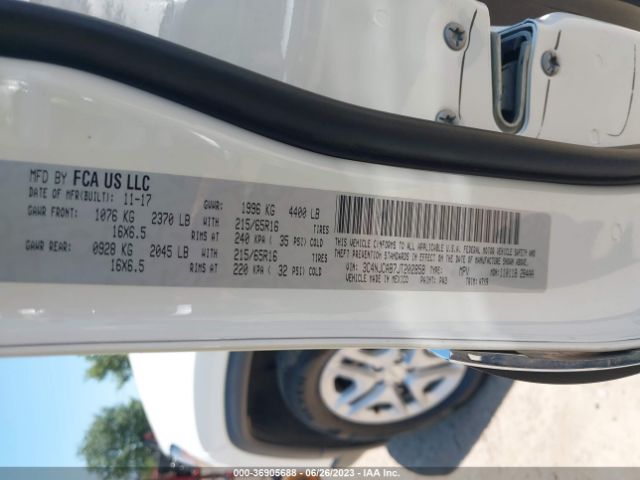 MFD BY FCA US LLC
DATE OF MFR(BUILT): 11-17 GVWR: 1996 KG 4400 LB
GAWR FRONT: 1076 KG 2370 LB WITH 215/65R16 TIRES
16X6.5 RIMS AT 240 KPA ( 35 PSI) COLD
GAWR REAR: 0928 KG 2045 LB WITH 215/65R16 TIRES
16X6.5 RIMS AT 220 KPA ( 32 PSI) COLD
THIS VEHICLE CONFORMS TO ALL APPLICABLE U.S.A. FEDERAL MOTOR VEHICLE SAFETY AND
THEFT PREVENTION STANDARDS IN EFFECT ON THE DATE OF MANUFACTURE SHOWN ABOVE.
VIN: 3C4NJCAB7JT202858 TYPE: MPV
VEHICLE MADE IN MEXICO PAINT: PW3
000-36905688 - 06/26/2023 - IAA Inc.